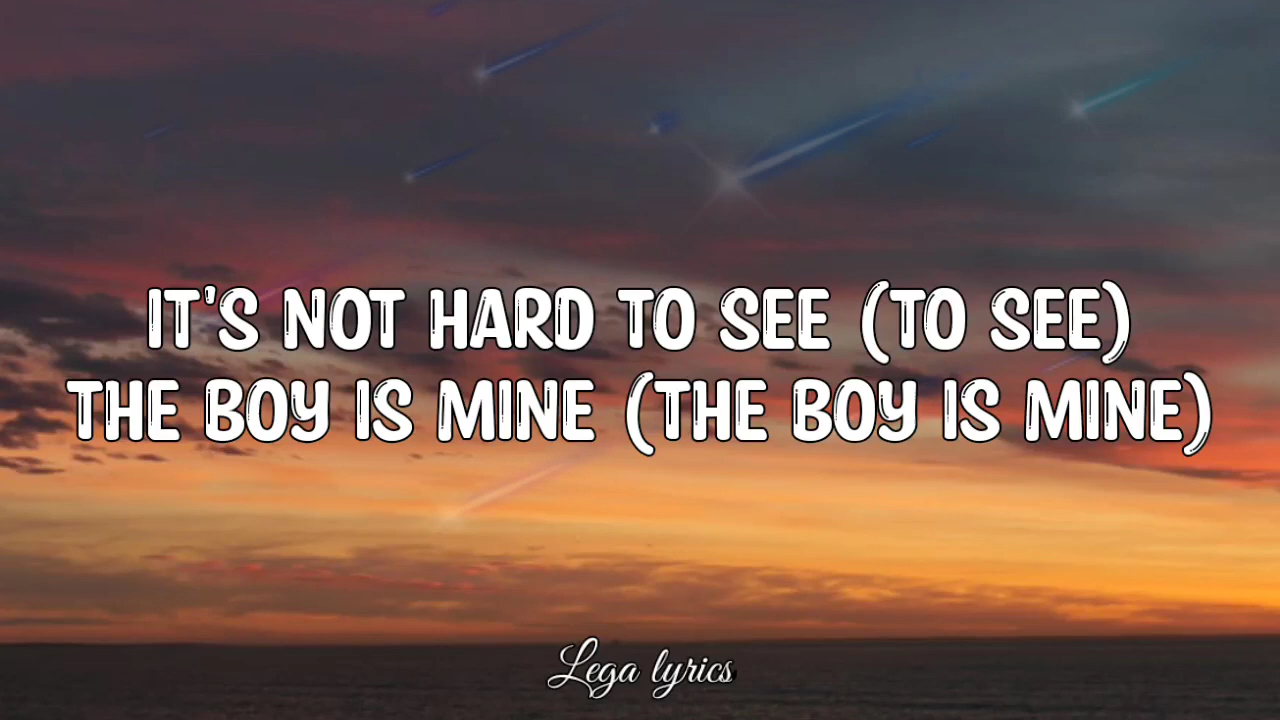 IT'S NOT HARD TO SEE (TO SEE)
THE BOY IS MINE (THE BOY IS MINE)
Lega lyrics